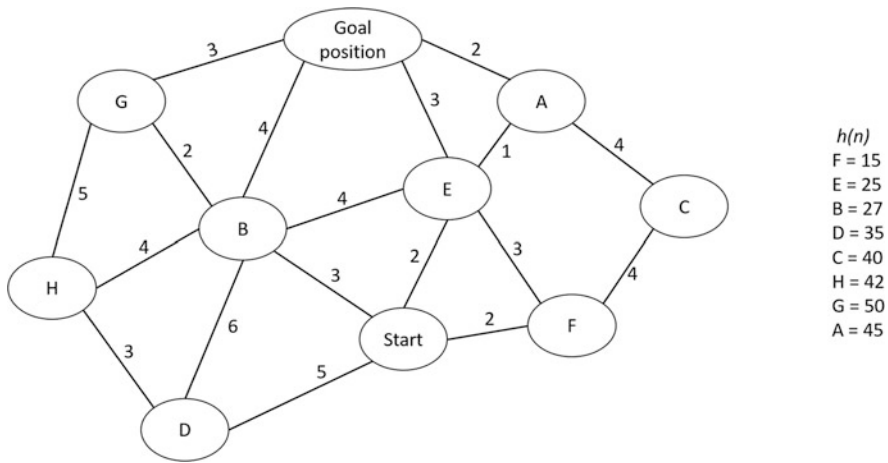 Goal
position
3
2
G
A
3
4
2
1
4
h(n)
F = 15
E = 25
B = 27
D = 35
C = 40
H = 42
G = 50
A = 45
5
4
E
C
B
4
3
2
3
4
H
6
2
F
Start
3
5
D